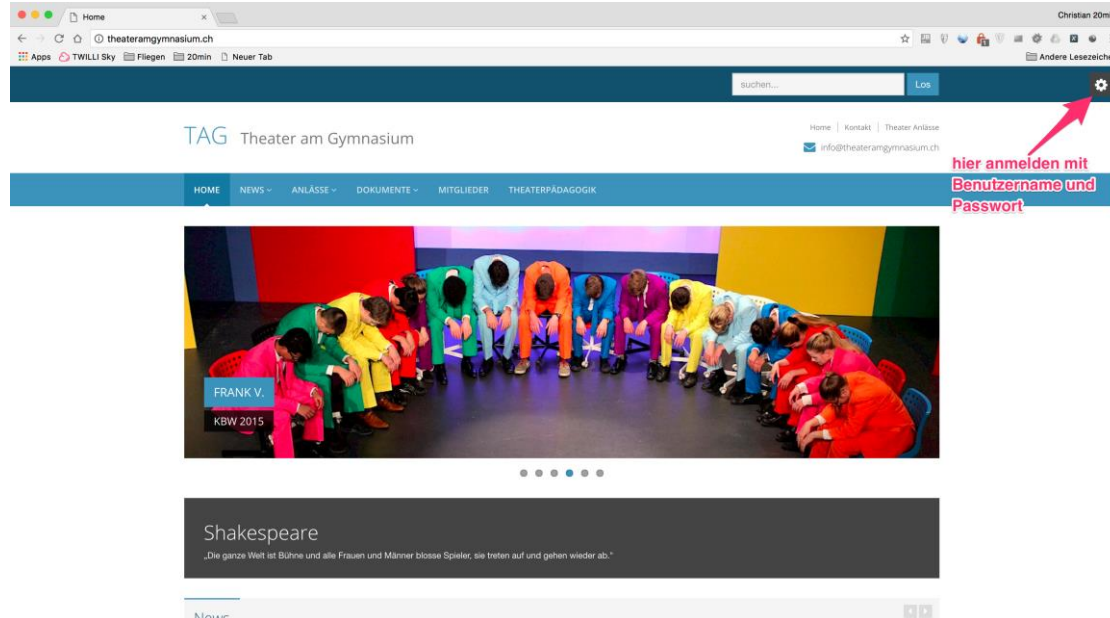 Home
Christian 20mi
theateramgymnasium.ch
Apps TWILLI Sky Fliegen 20min Neuer Tab Andere Lesezeiche
suchen... Los
TAG Theater am Gymnasium
Home | Kontakt | Theater Anlässe
info@theateramgymnasium.ch
hier anmelden mit
Benutzername und
Passwort
HOME NEWS ANLÄSSE DOKUMENTE MITGLIEDER THEATERPÄDAGOGIK
FRANK V.
KBW 2015
Shakespeare
„Die ganze Welt ist Bühne und alle Frauen und Männer blosse Spieler, sie treten auf und gehen wieder ab."
News